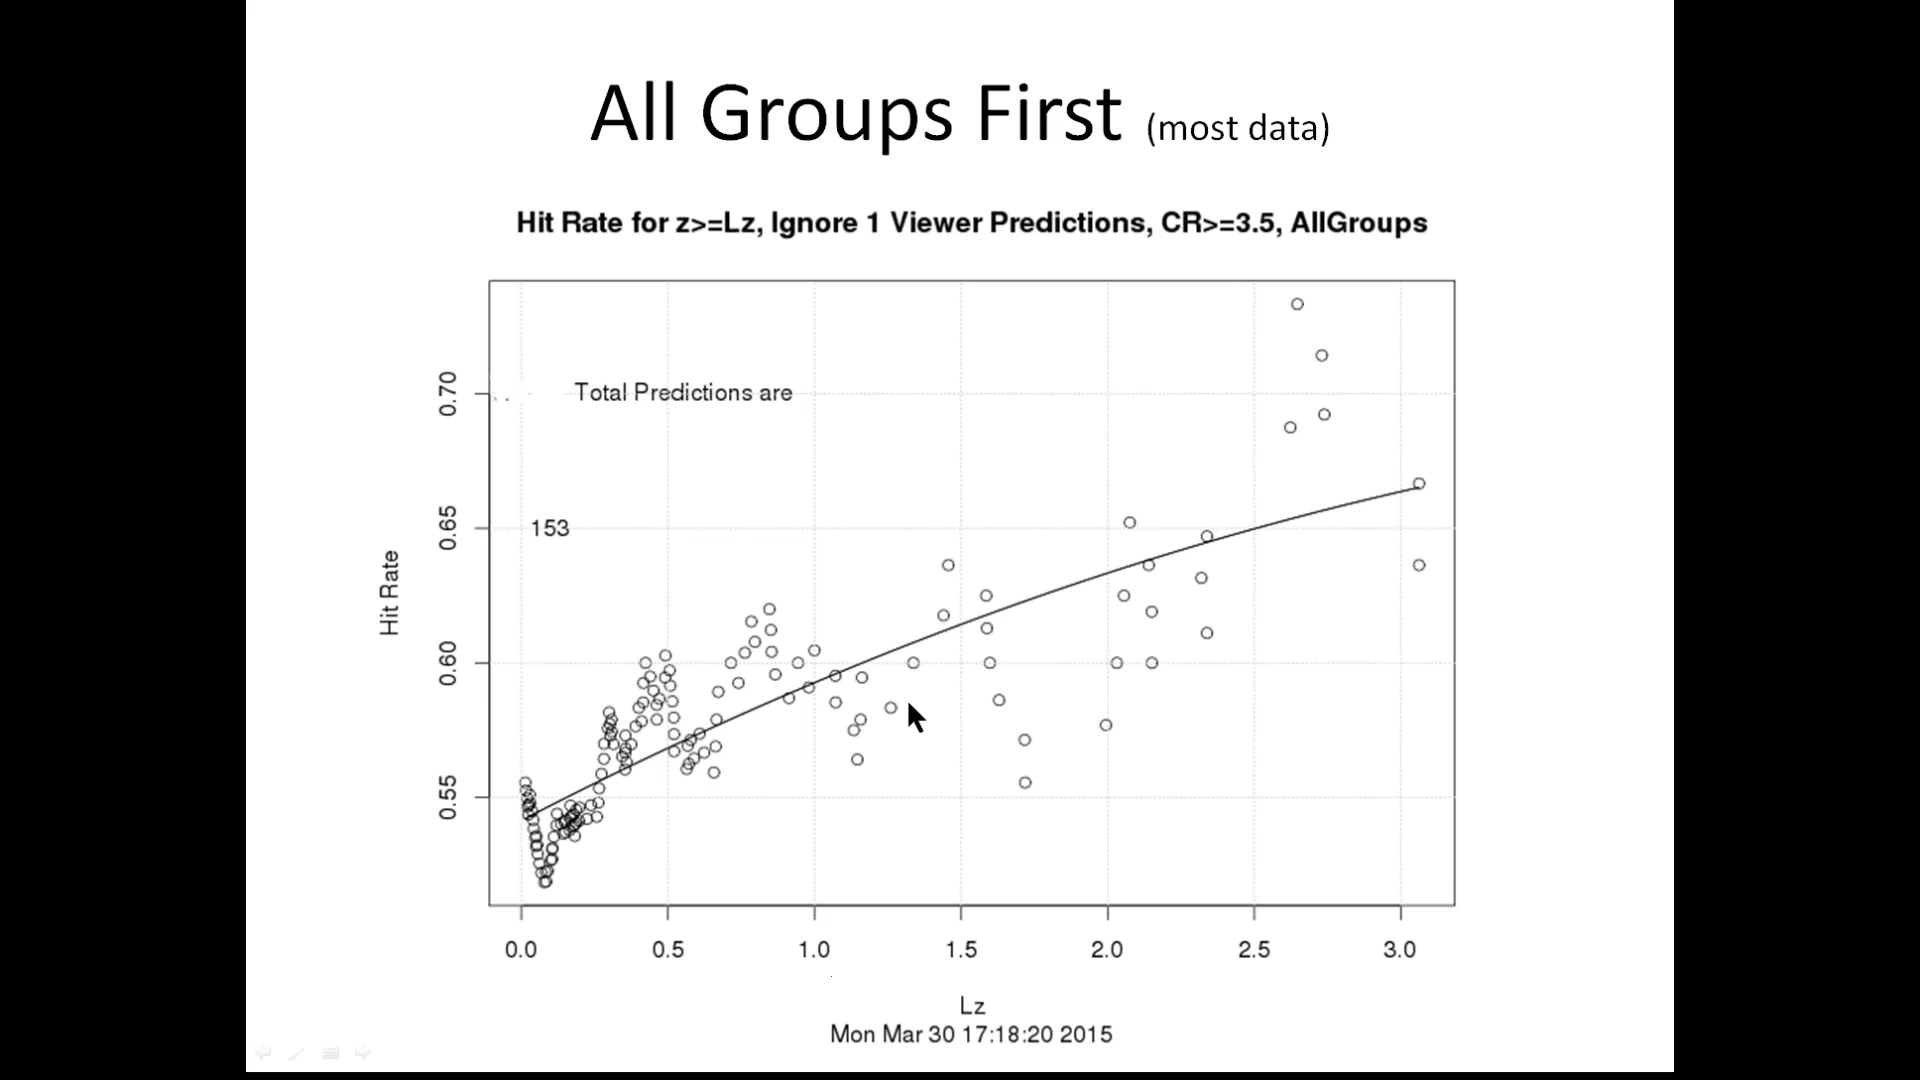 All Groups First (most data)
Hit Rate for z>=Lz, Ignore 1 Viewer Predictions, CR>=3.5, AllGroups
0.70
Total Predictions are
0.65
153
Hit Rate
0.60
0.55
0.0 0.5 1.0 1.5 2.0 2.5 3.0
Lz
Mon Mar 30 17:18:20 2015